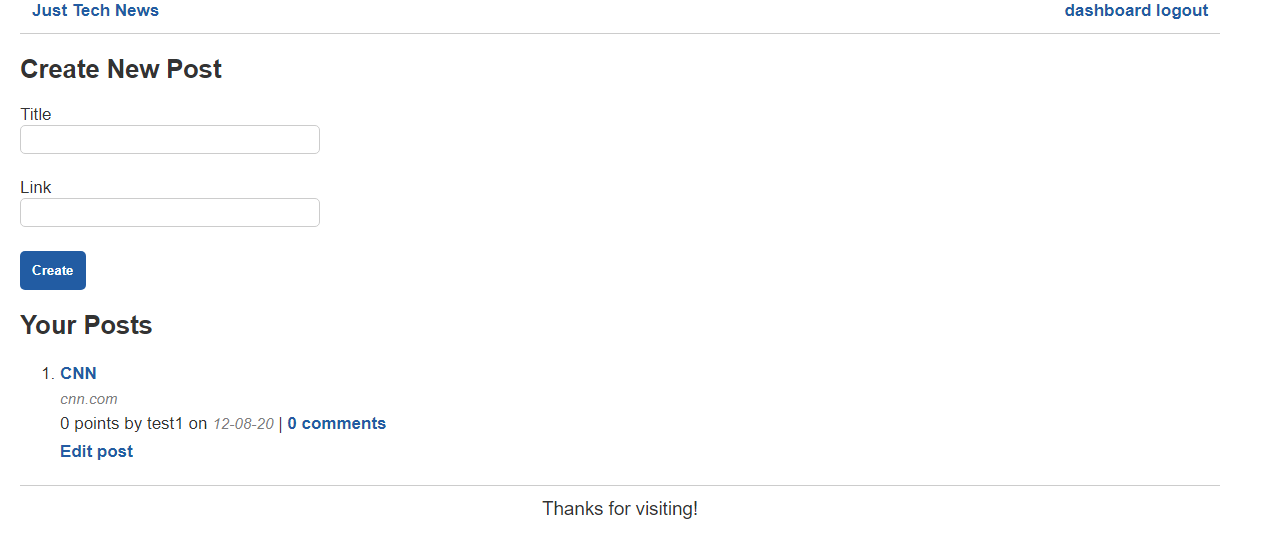 Just Tech News dashboard logout
Create New Post
Title
Link
Create
Your Posts
1. CNN
cnn.com
0 points by test1 on 12-08-20 | 0 comments
Edit post
Thanks for visiting!